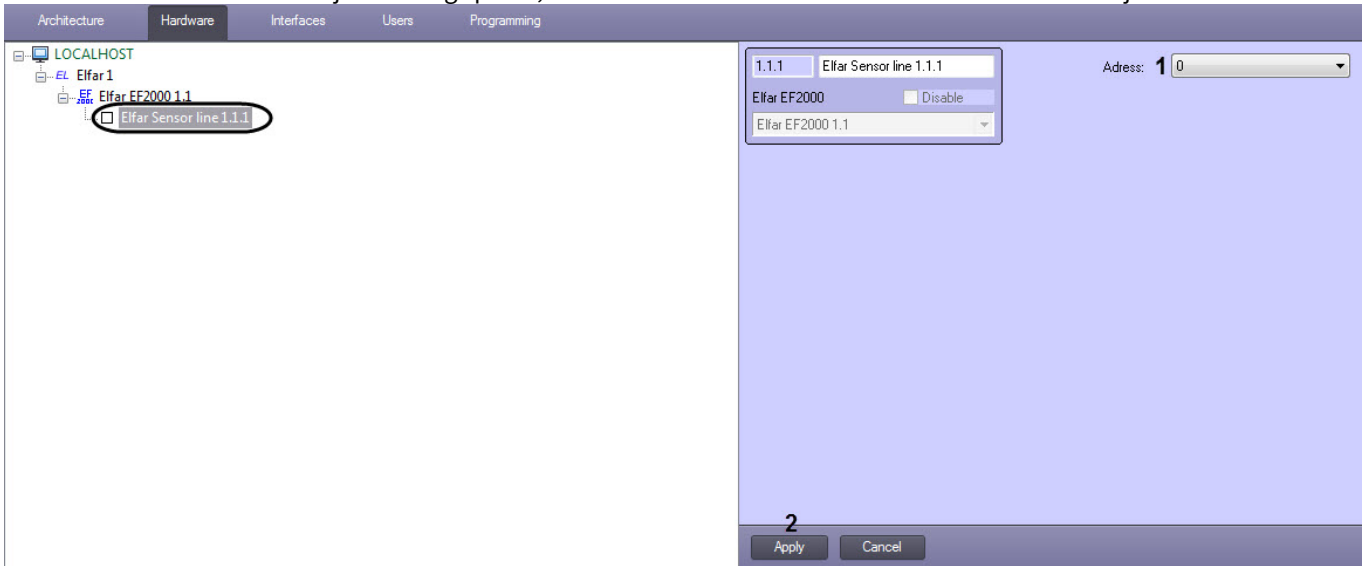 Architecture Hardware Interfaces Users Programming
LOCALHOST
EL Elfar 1
EF 2000 Elfar EF2000 1.1
Elfar Sensor line 1.1.1
1.1.1 Elfar Sensor line 1.1.1
Elfar EF2000 Disable
Elfar EF2000 1.1
Adress: 1 0
2
Apply Cancel